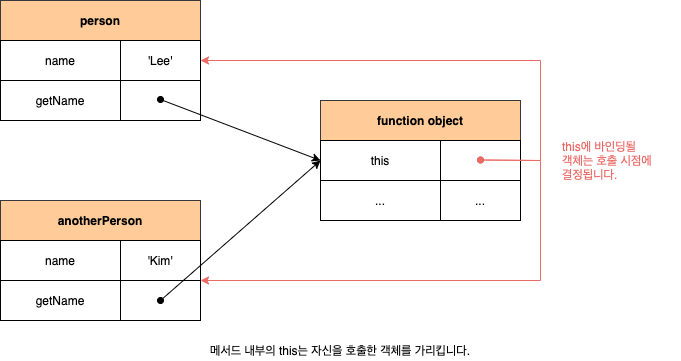 person
name 'Lee'
getName
function object
this
... ...
this에 바인딩될
객체는 호출 시점에
결정됩니다.
anotherPerson
name 'Kim'
getName
메서드 내부의 this는 자신을 호출한 객체를 가리킵니다.